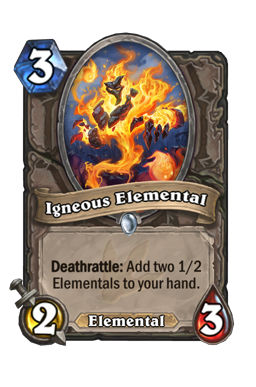 3
Igneous Elemental
Deathrattle: Add two 1/2
Elementals to your hand.
2
Elemental
3